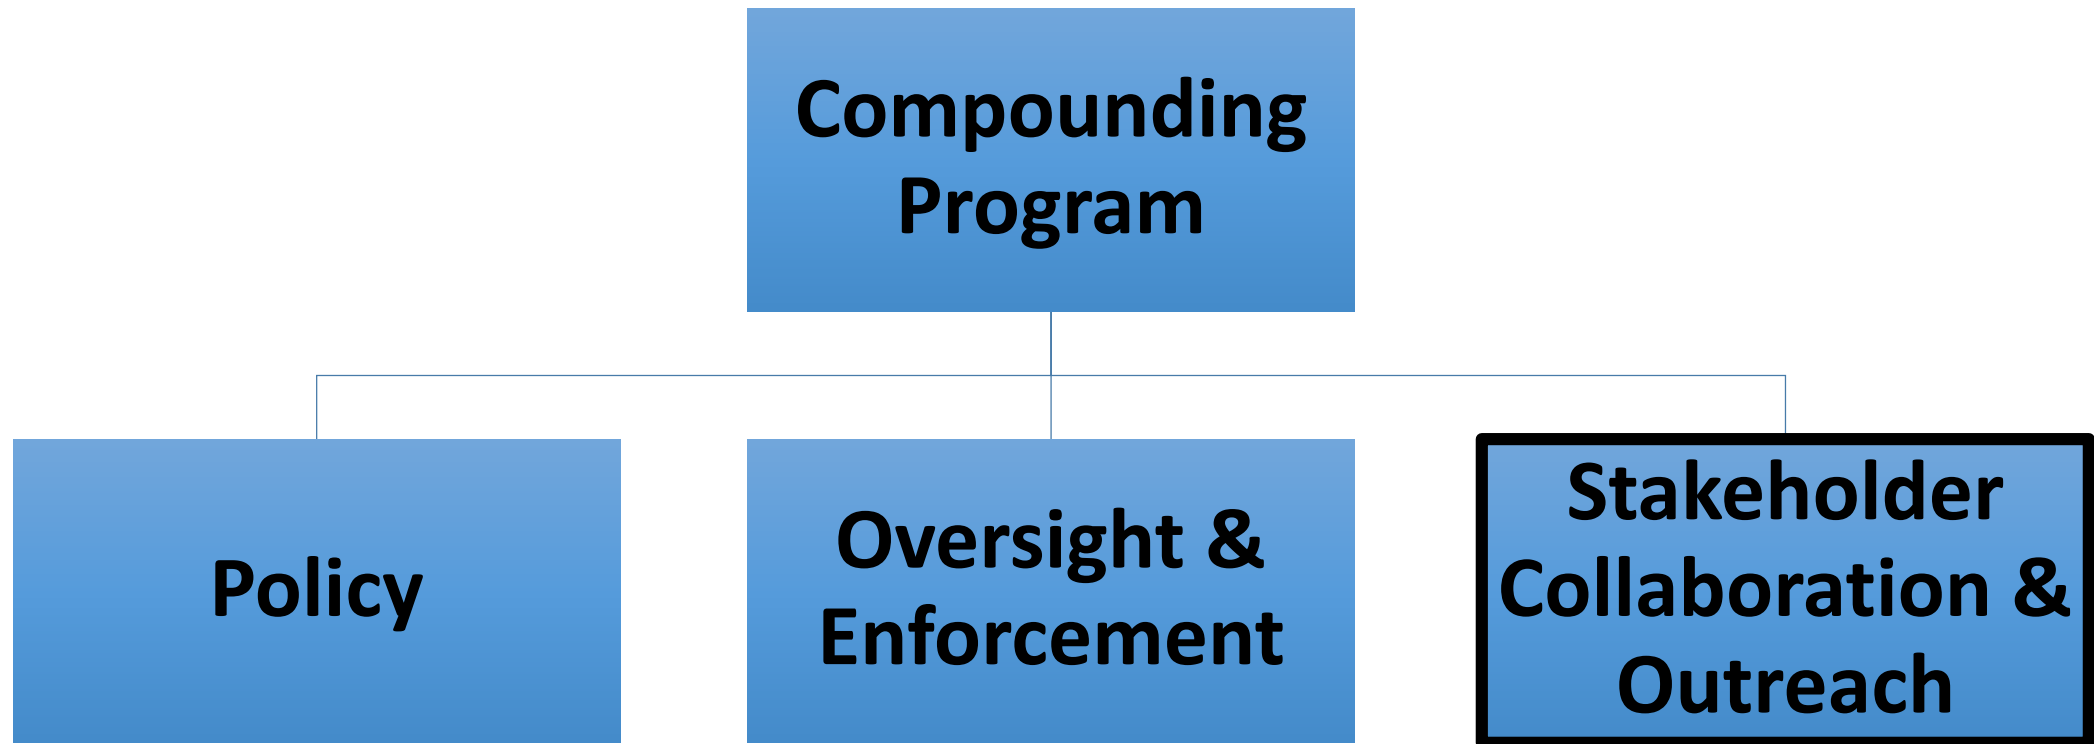 Compounding
Program
Policy
Oversight &
Enforcement
Stakeholder
Collaboration &
Outreach